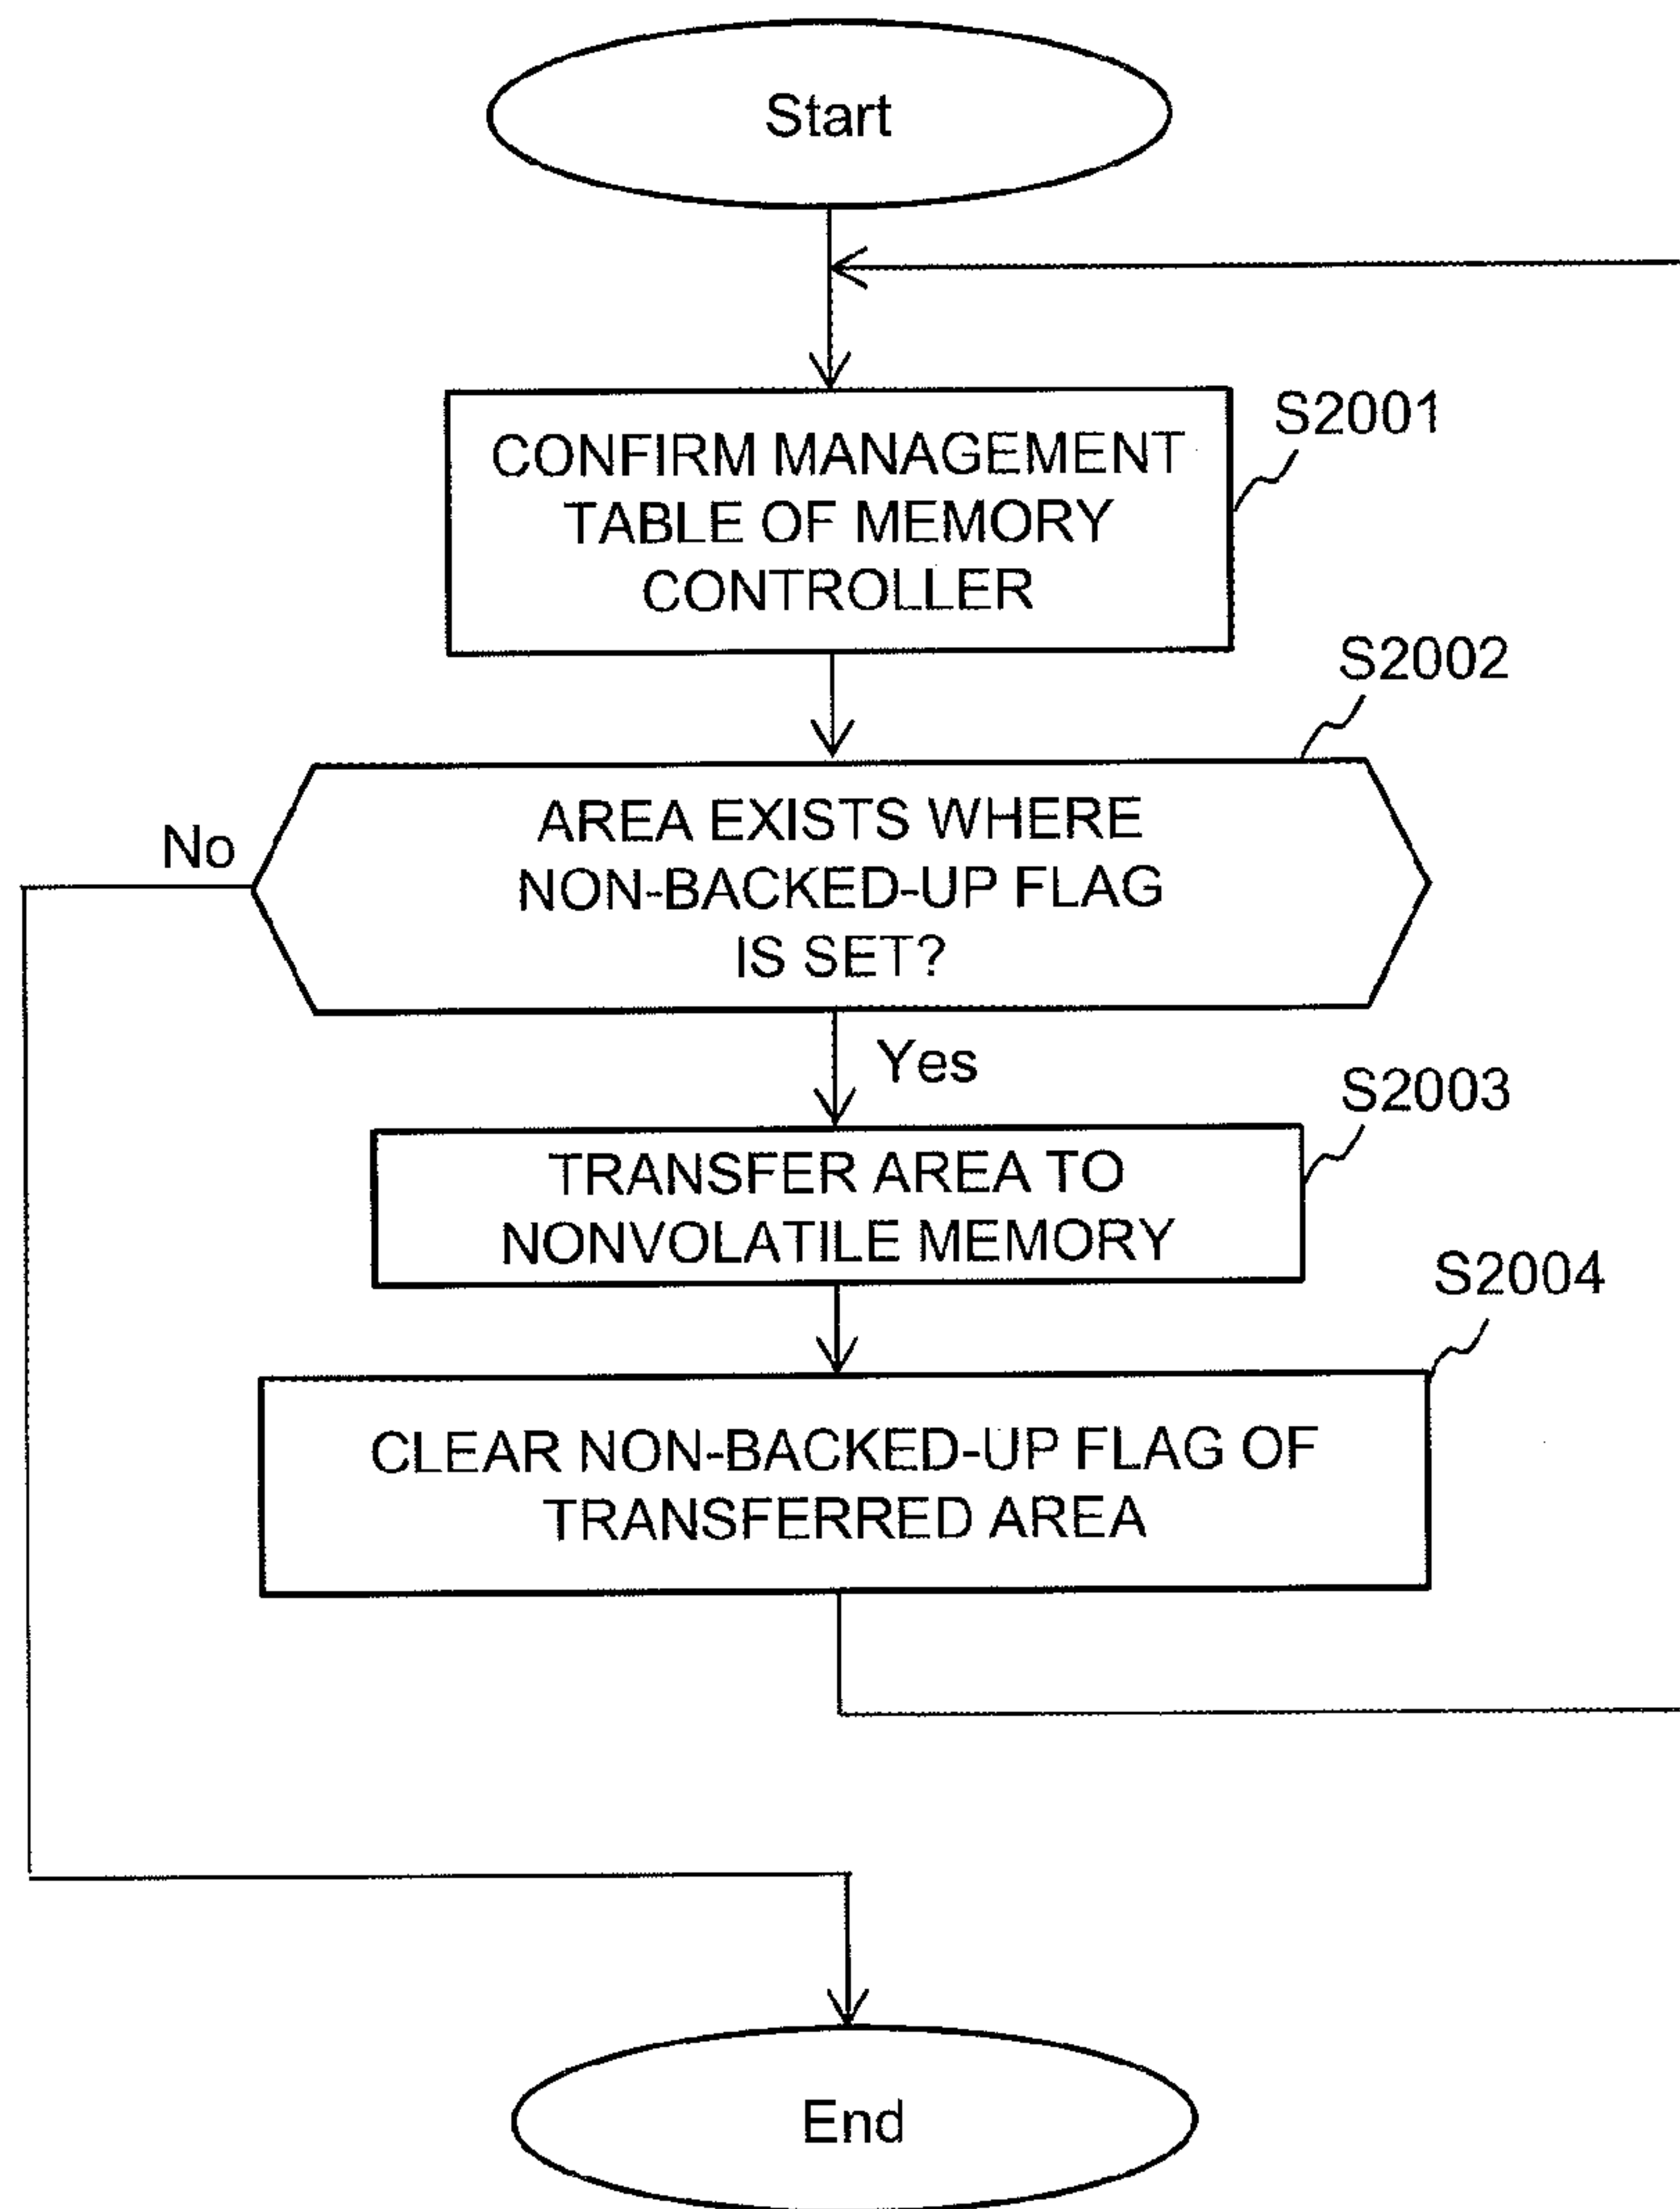 Start
CONFIRM MANAGEMENT
TABLE OF MEMORY
CONTROLLER
S2001
S2002
AREA EXISTS WHERE
NON-BACKED-UP FLAG
IS SET?
No
Yes
S2003
TRANSFER AREA TO
NONVOLATILE MEMORY
S2004
CLEAR NON-BACKED-UP FLAG OF
TRANSFERRED AREA
End